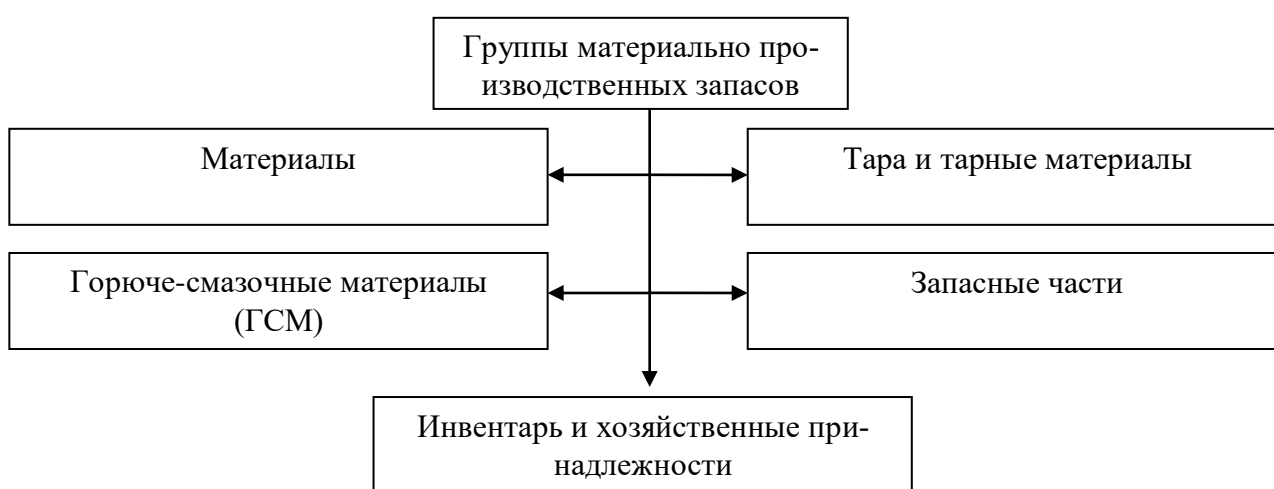 Группы материально про-
изводственных запасов
Материалы
Тара и тарные материалы
Горюче-смазочные материалы
(ГСМ)
Запасные части
Инвентарь и хозяйственные при-
надлежности